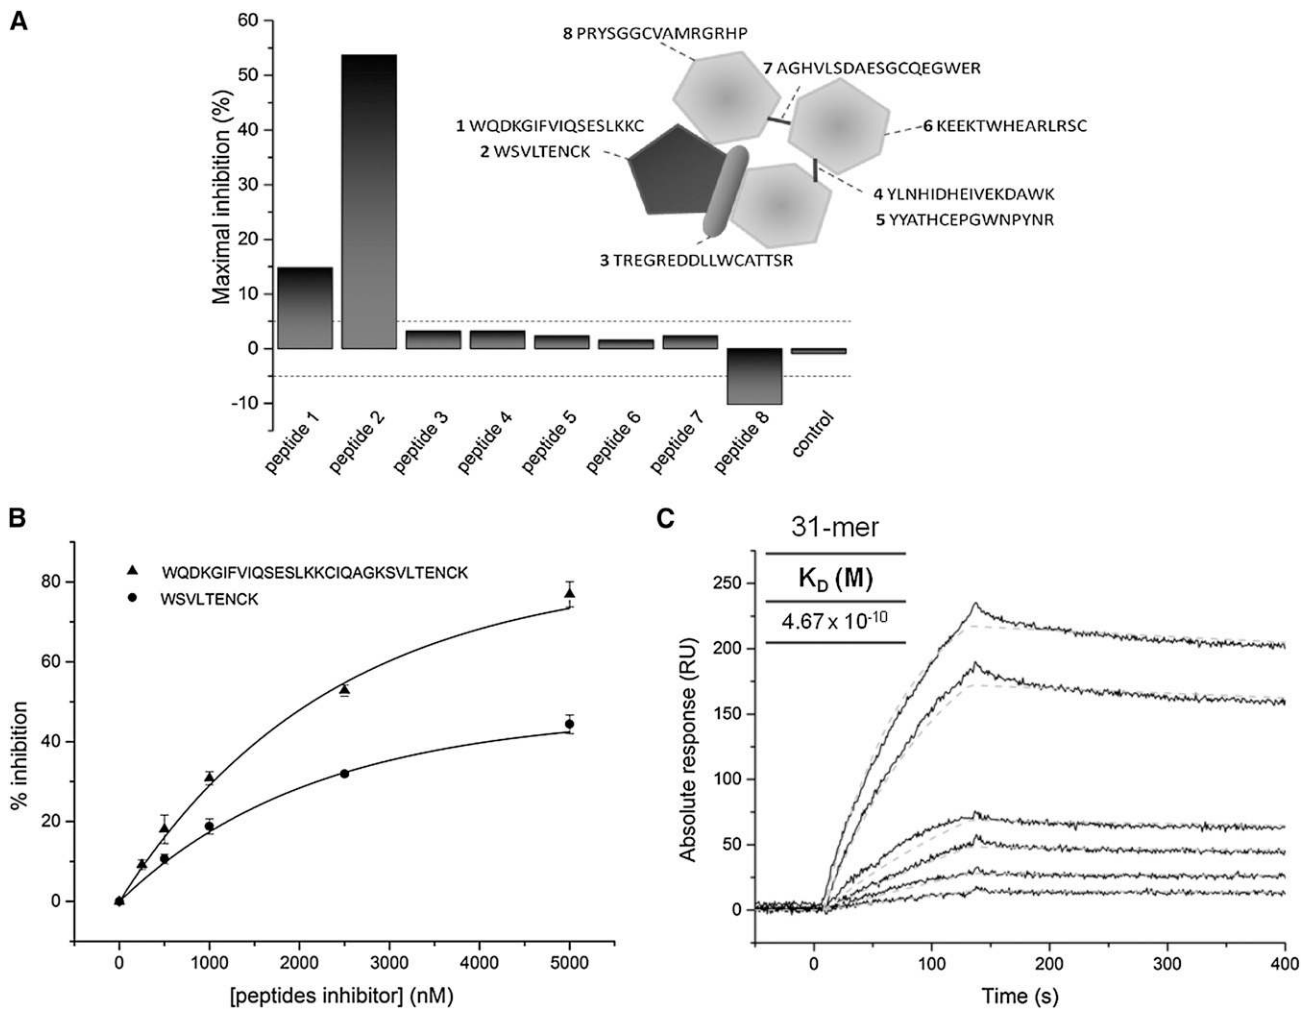 A
Maximal inhibition (%)
60
50
40
30
20
10
0
-10
peptide 1
peptide 2
peptide 3
peptide 4
peptide 5
peptide 6
peptide 7
peptide 8
control
8 PRYSGGCVAMRGRHP
7 AGHVLSDAESGCQEGWER
1 WQDKGIFVIQSESLKKC
2 WSVLTENCK
6 KEEKTWHEARLRSC
4 YLNHIDHEIVEKDAWK
5 YYATHCEPGWNPYNR
3 TREGREDDLLWCATTSR
B
% inhibition
80
60
40
20
0
WQDKGIFVIQSESLKKCIQAGKSVLTENCK
WSVLTENCK
0
1000
2000
3000
4000
5000
[peptides inhibitor] (nM)
C
31-mer
K_D (M)
4.67 x 10^-10
Absolute response (RU)
250
200
150
100
50
0
0
100
200
300
400
Time (s)